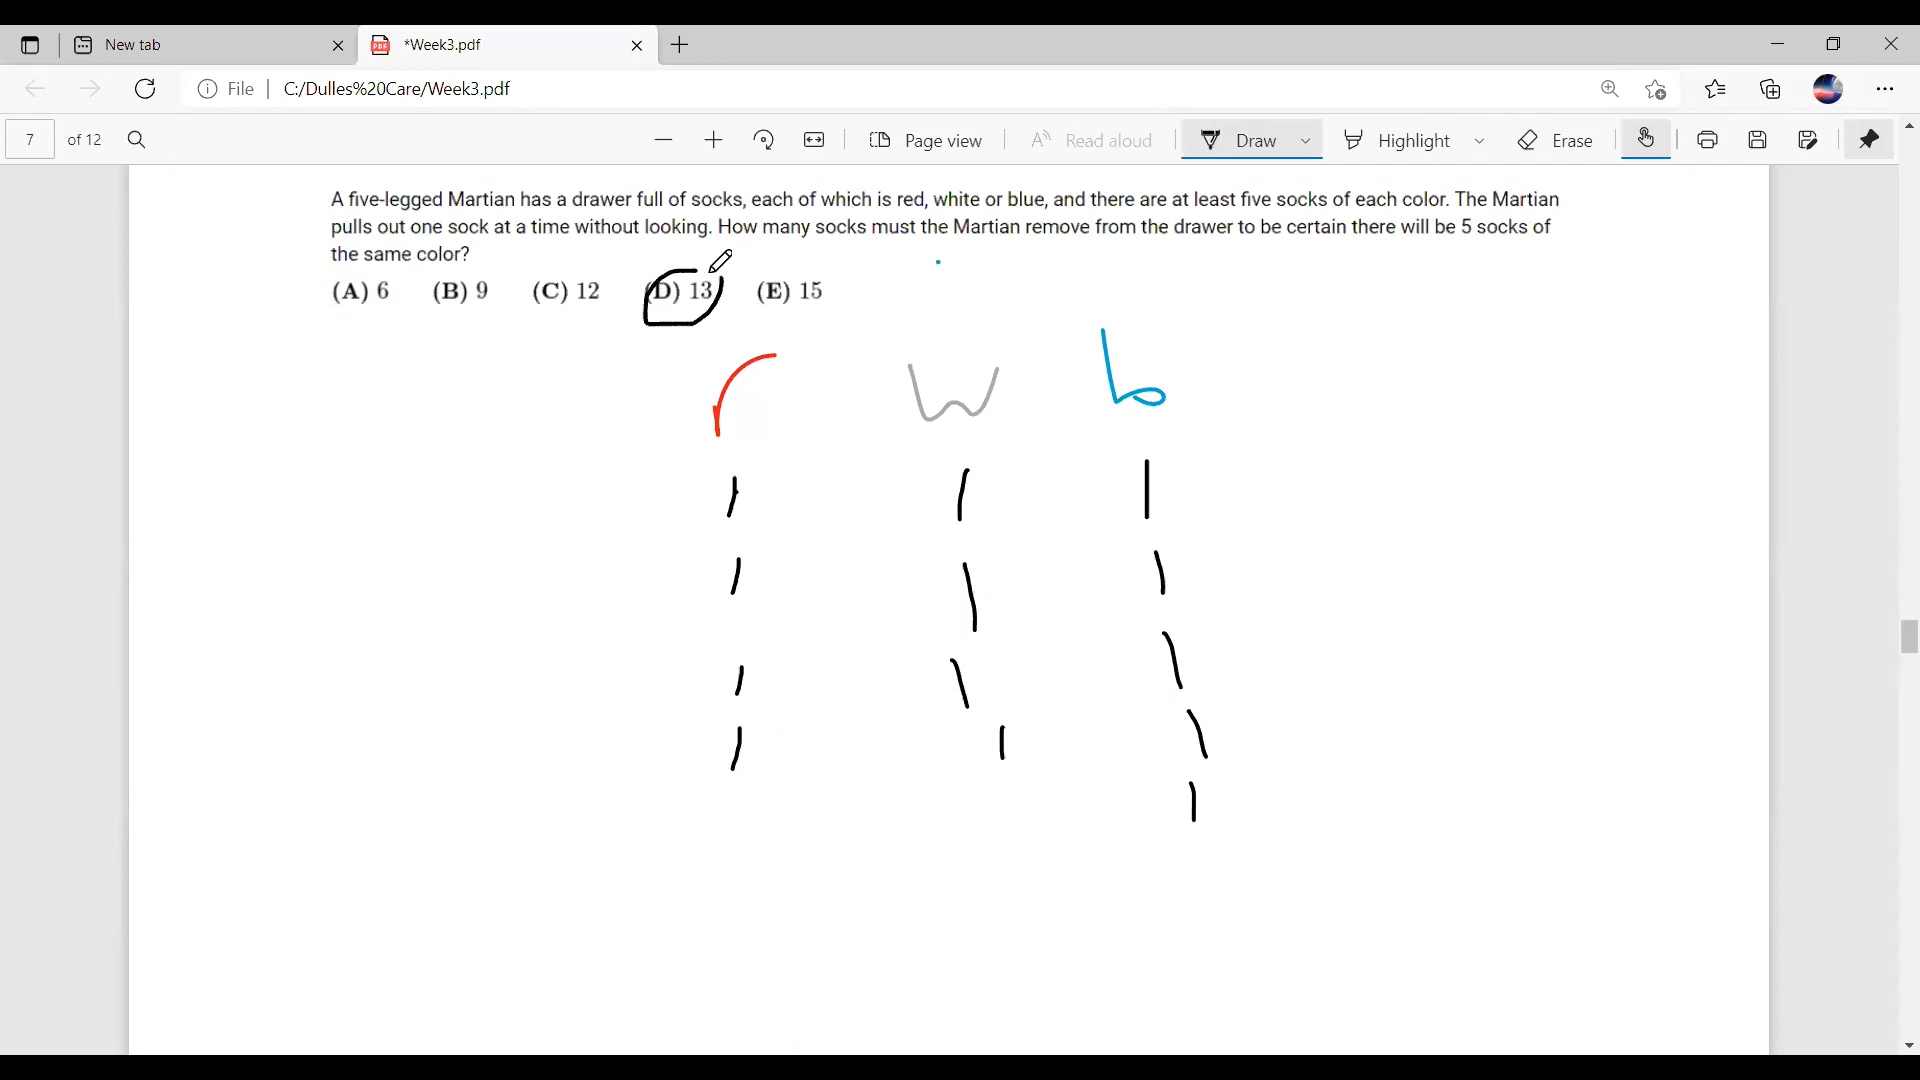 New tab
*Week3.pdf
File | C:/Dulles%20Care/Week3.pdf
7 of 12
Page view
Read aloud
Draw
Highlight
Erase
A five-legged Martian has a drawer full of socks, each of which is red, white or blue, and there are at least five socks of each color. The Martian
pulls out one sock at a time without looking. How many socks must the Martian remove from the drawer to be certain there will be 5 socks of
the same color?
(A) 6 (B) 9 (C) 12 (D) 13 (E) 15
r w b